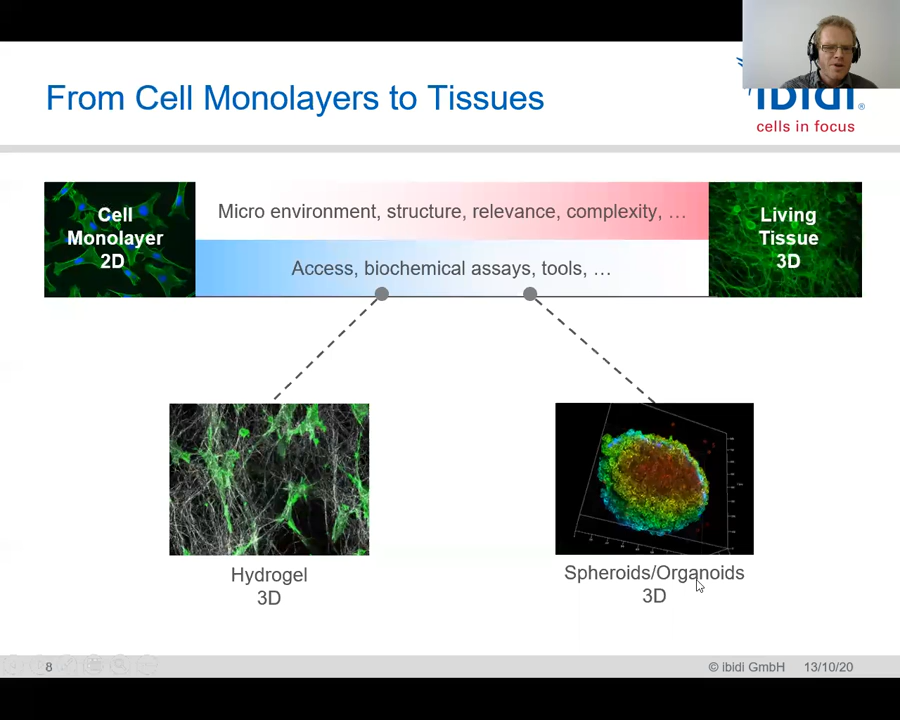 From Cell Monolayers to Tissues
ibidi
®
cells in focus
Cell
Monolayer
2D
Micro environment, structure, relevance, complexity, …
Access, biochemical assays, tools, …
Living
Tissue
3D
Hydrogel
3D
Spheroids/Organoids
3D
8
© ibidi GmbH
13/10/20